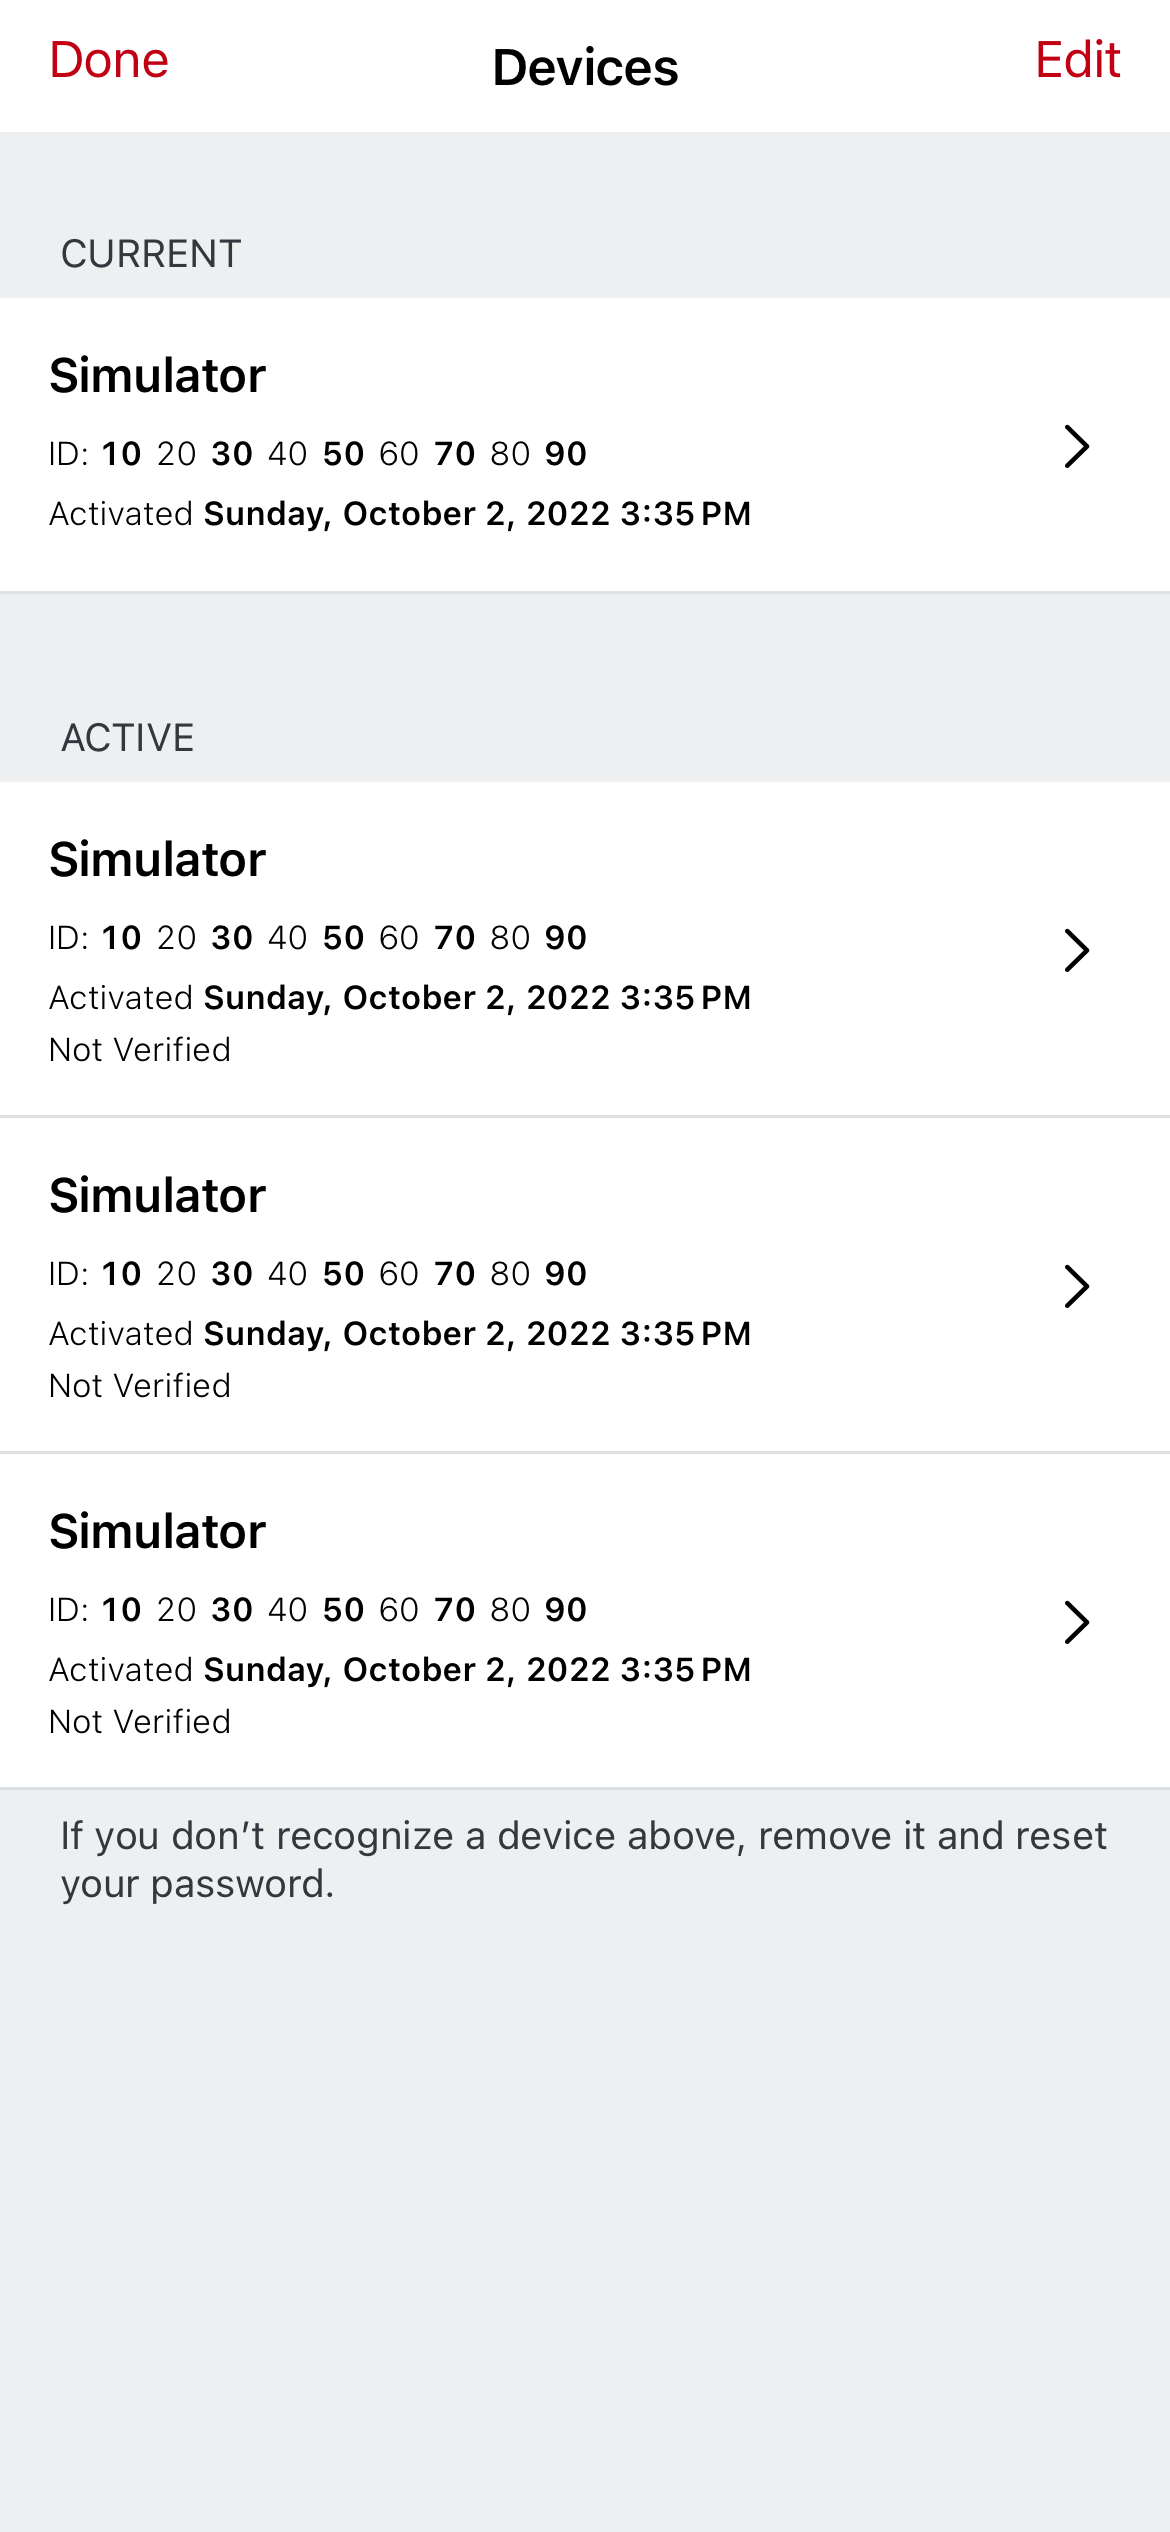 Done Devices Edit
CURRENT
Simulator
ID: 10 20 30 40 50 60 70 80 90
Activated Sunday, October 2, 2022 3:35 PM
ACTIVE
Simulator
ID: 10 20 30 40 50 60 70 80 90
Activated Sunday, October 2, 2022 3:35 PM
Not Verified
Simulator
ID: 10 20 30 40 50 60 70 80 90
Activated Sunday, October 2, 2022 3:35 PM
Not Verified
Simulator
ID: 10 20 30 40 50 60 70 80 90
Activated Sunday, October 2, 2022 3:35 PM
Not Verified
If you don’t recognize a device above, remove it and reset
your password.